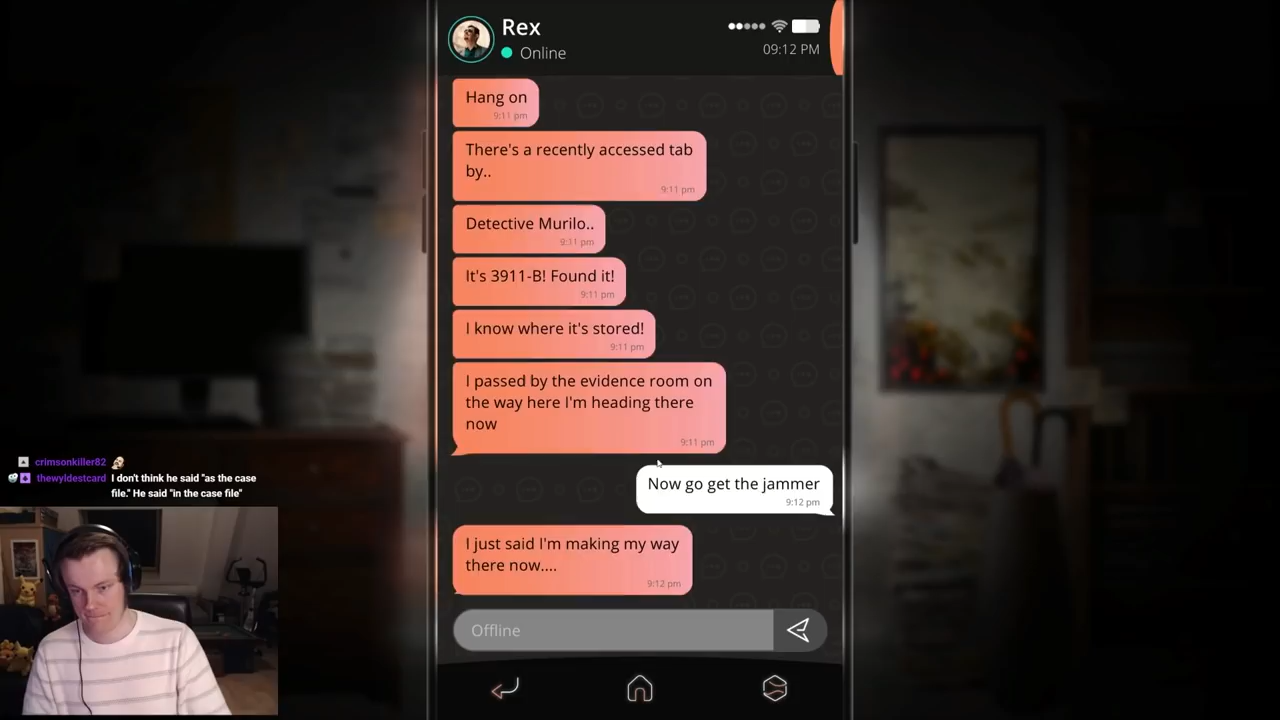 Rex
Online
09:12 PM
Hang on
9:11 pm
There's a recently accessed tab
by..
9:11 pm
Detective Murilo..
9:11 pm
It's 3911-B! Found it!
9:11 pm
I know where it's stored!
9:11 pm
I passed by the evidence room on
the way here I'm heading there
now
9:11 pm
Now go get the jammer
9:12 pm
I just said I'm making my way
there now....
9:12 pm
Offline
crimsonkiller82
thewyldestcard I don't think he said "as the case
file." He said "in the case file"